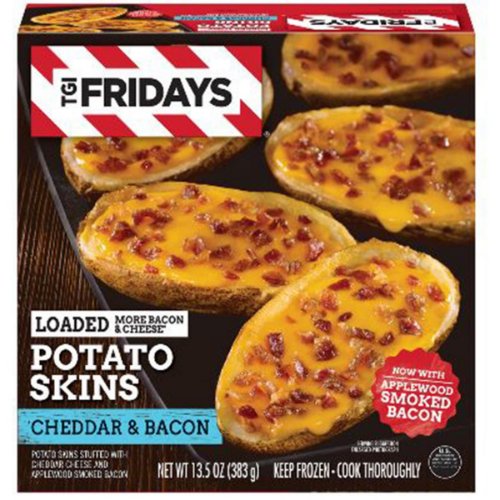 TGI FRIDAYS
LOADED MORE BACON
& CHEESE*
POTATO
SKINS
CHEDDAR & BACON
POTATO SKINS STUFFED WITH
CHEDDAR CHEESE AND
APPLEWOOD SMOKED BACON
NOW WITH
APPLEWOOD
SMOKED
BACON
NET WT 13.5 OZ (383 g) KEEP FROZEN • COOK THOROUGHLY